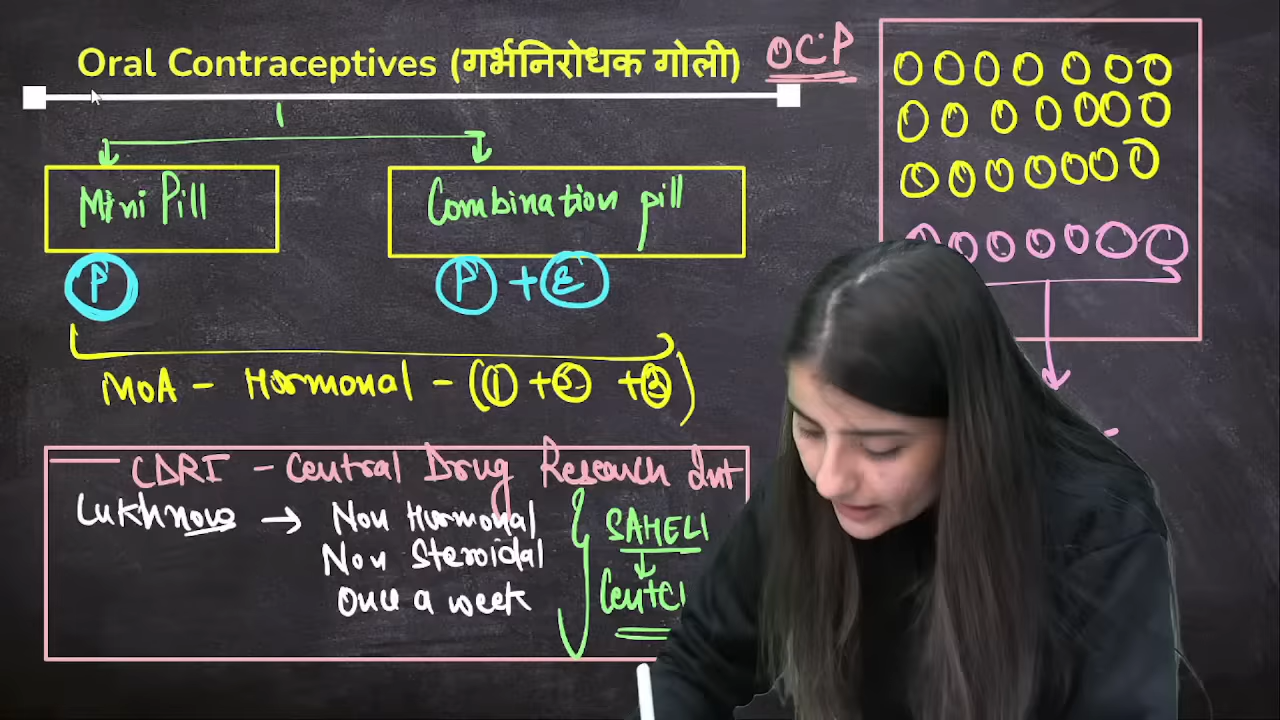 Oral Contraceptives (गर्भनिरोधक गोली) OCP
Mini Pill
Combination pill
P
P + E
MoA - Hormonal - (① + ② + ③)
CDRI - Central Drug Research Int
Lukhnow → Non Hormonal
Non Steroidal
Once a week
SAHELI
↓